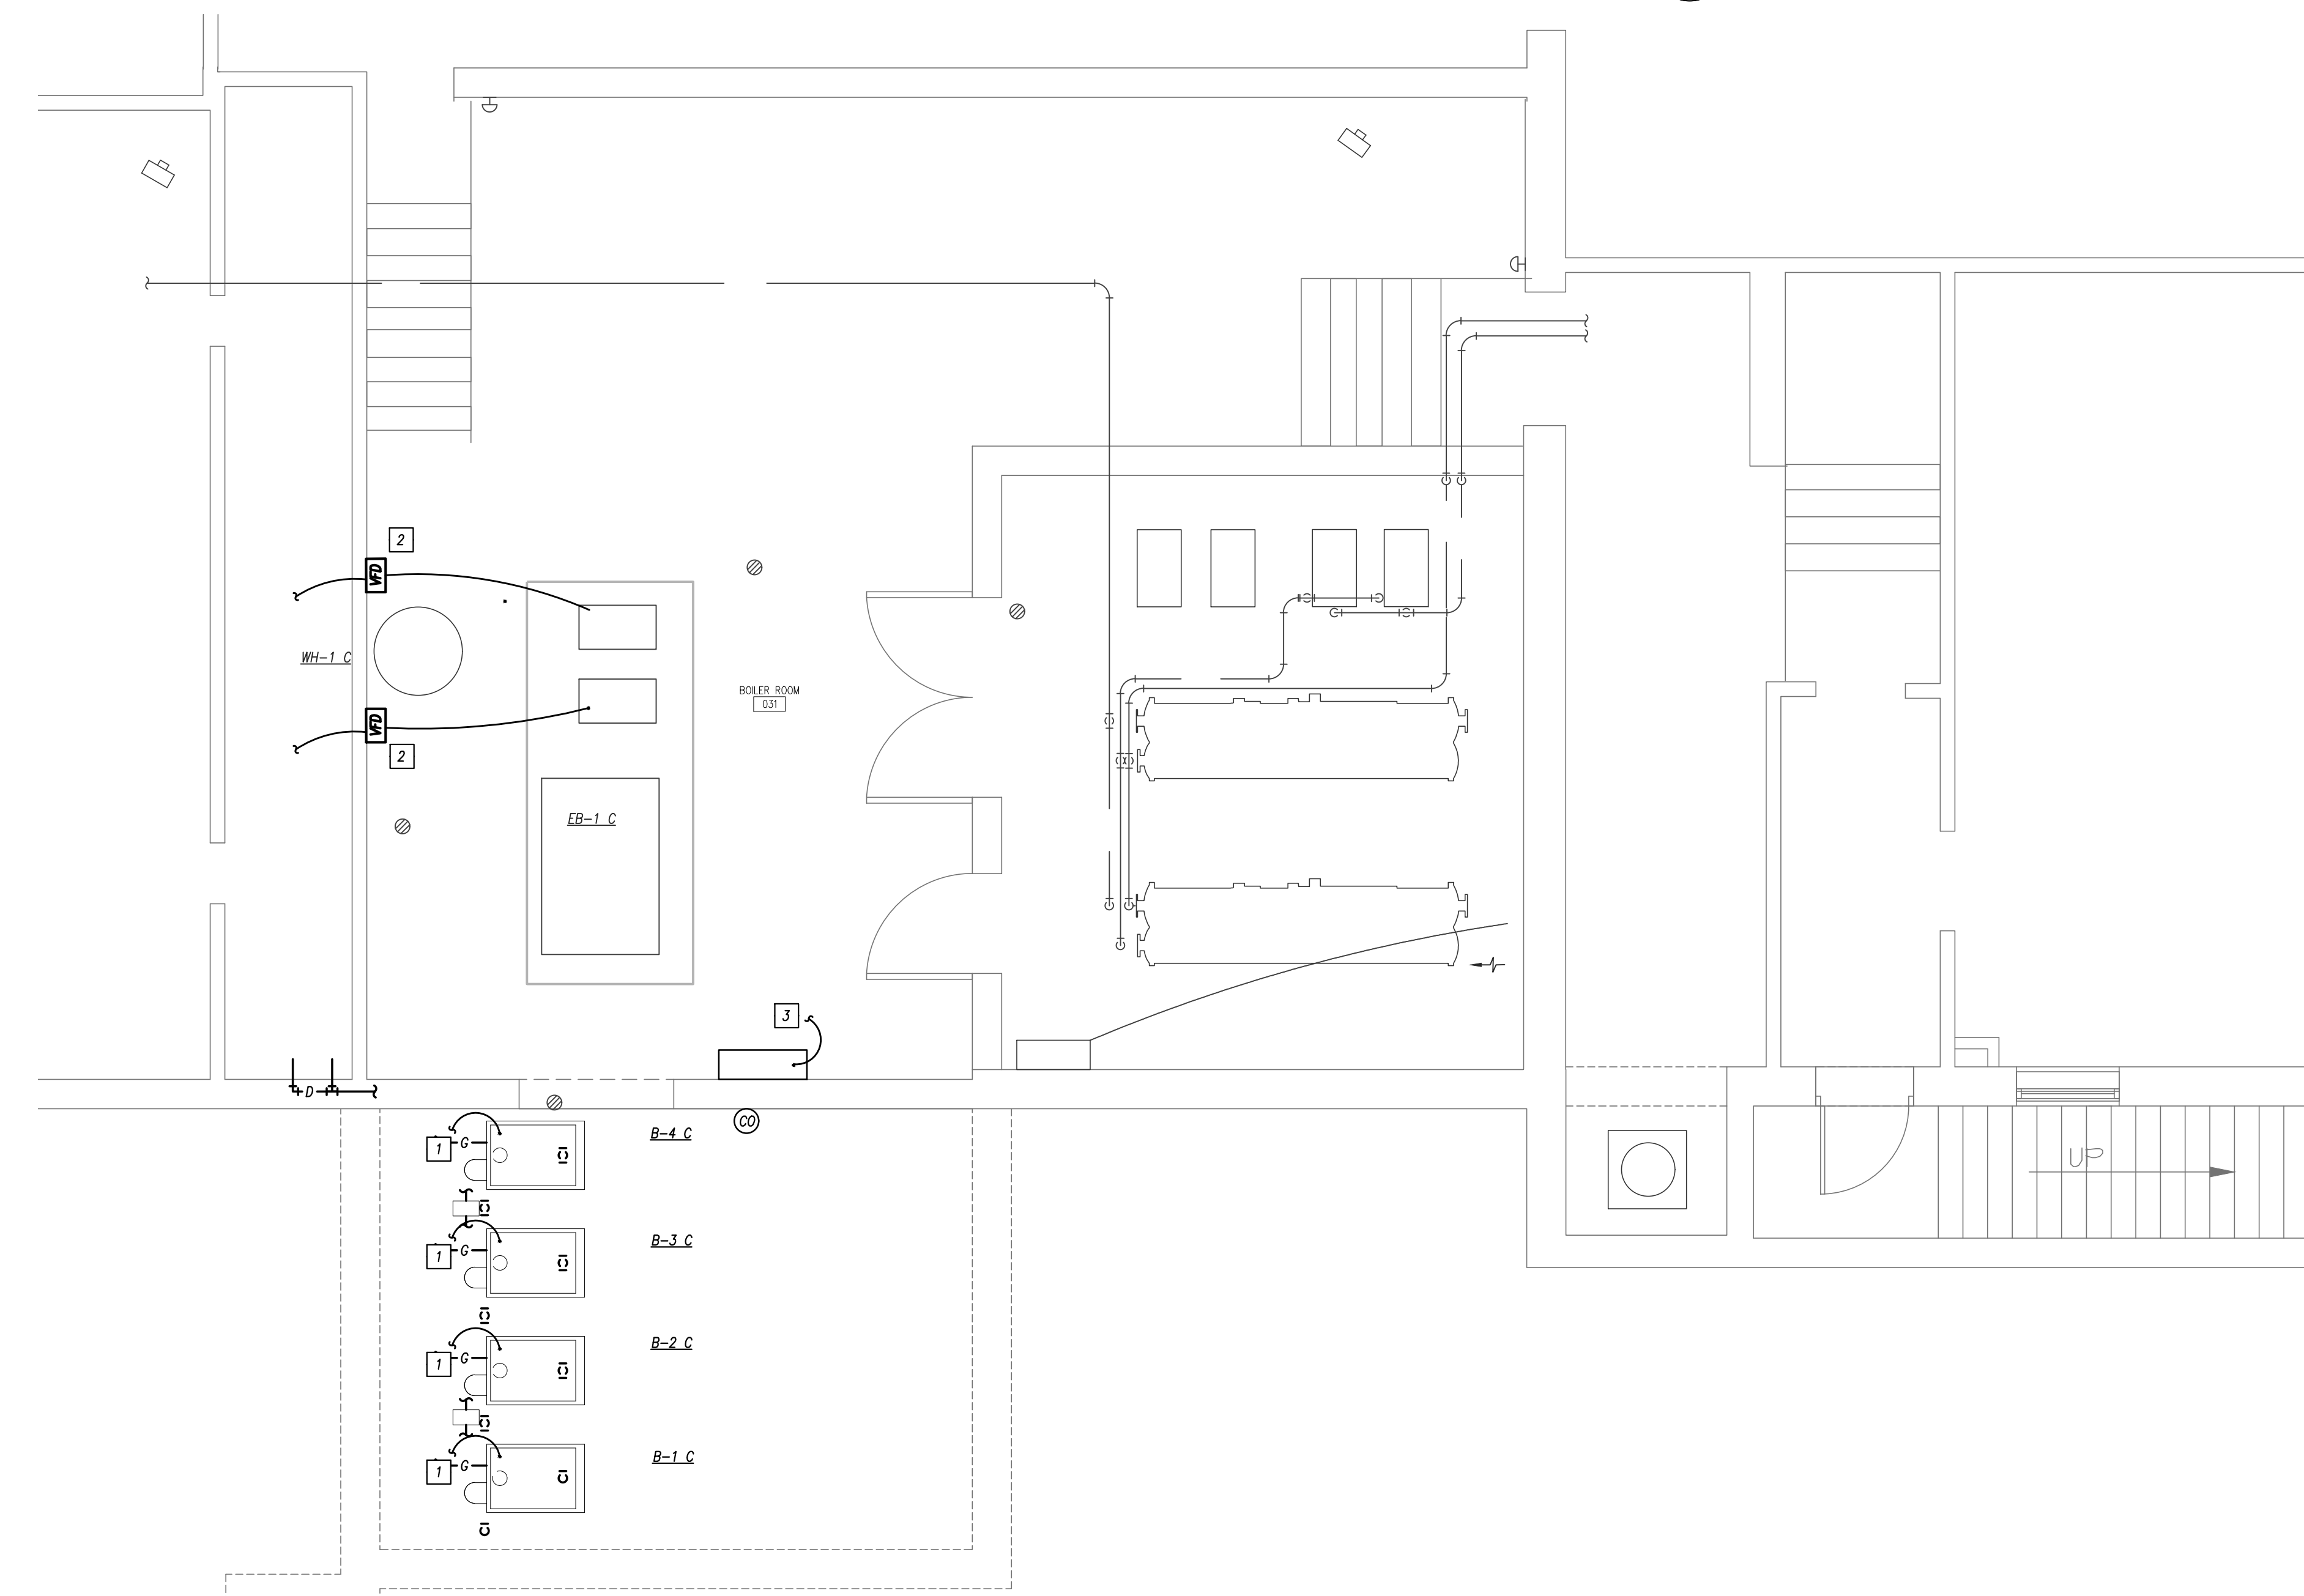 2
VFD
WH-1 C
BOILER ROOM
031
VFD
2
EB-1 C
3
D
CO
1
G
B-4 C
UP
1
G
B-3 C
1
G
B-2 C
1
G
B-1 C